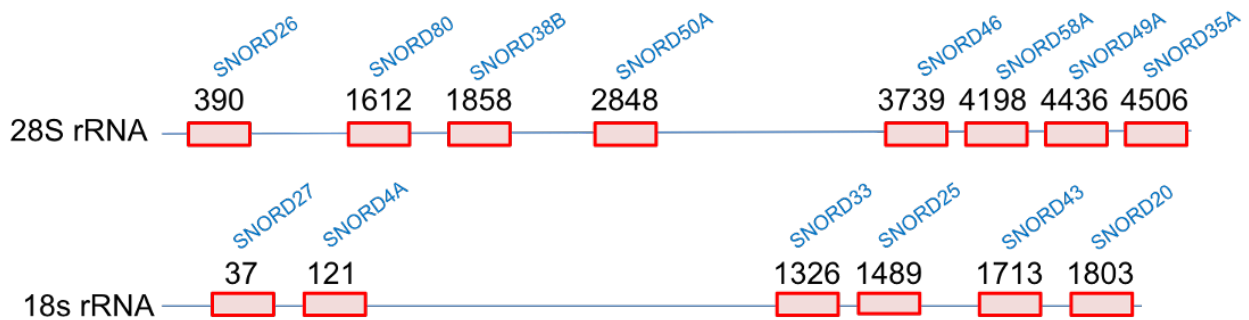 SNORD26 SNORD80 SNORD38B SNORD50A SNORD46 SNORD58A SNORD49A SNORD35A
390 1612 1858 2848 3739 4198 4436 4506
28S rRNA
SNORD27 SNORD4A SNORD33 SNORD25 SNORD43 SNORD20
37 121 1326 1489 1713 1803
18s rRNA